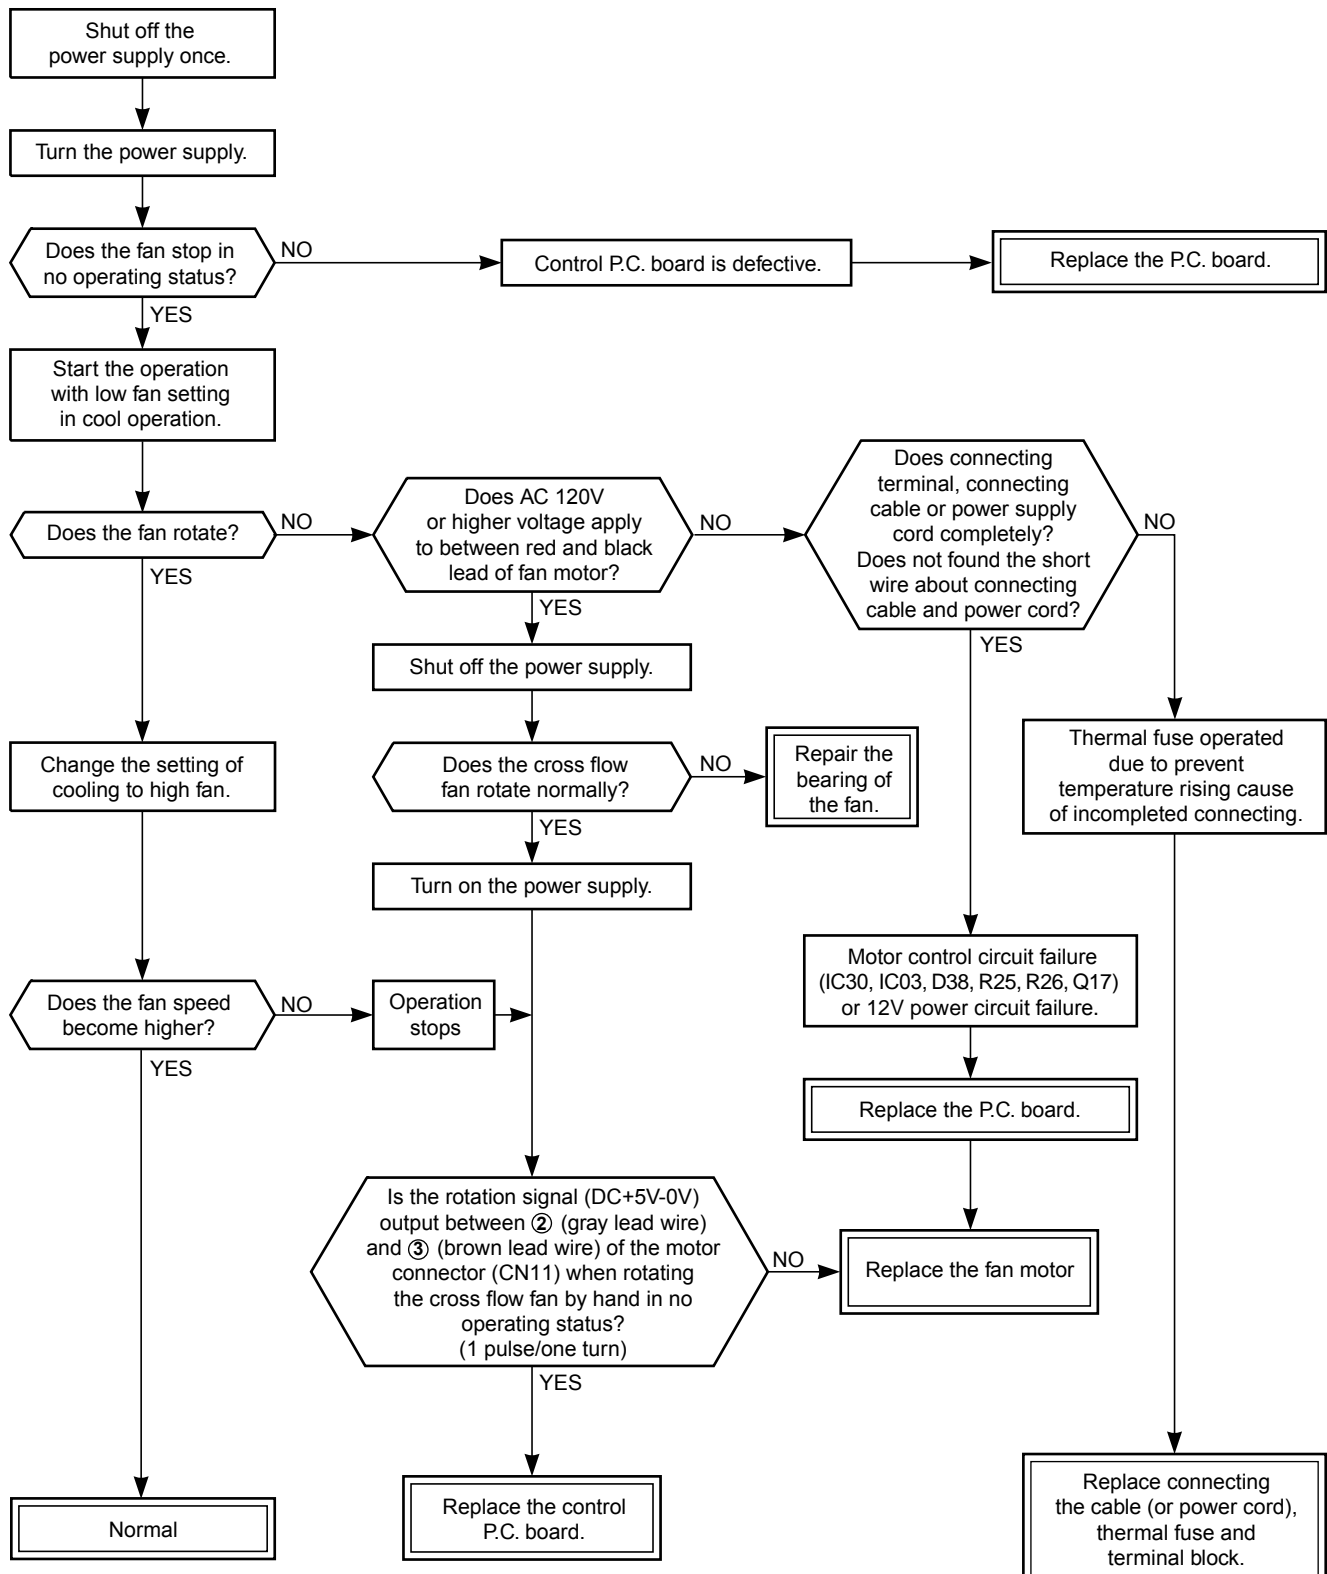 Shut off the
power supply once.
Turn the power supply.
Does the fan stop in
no operating status?
NO
Control P.C. board is defective.
Replace the P.C. board.
YES
Start the operation
with low fan setting
in cool operation.
Does the fan rotate?
NO
Does AC 120V
or higher voltage apply
to between red and black
lead of fan motor?
NO
Does connecting
terminal, connecting
cable or power supply
cord completely?
Does not found the short
wire about connecting
cable and power cord?
NO
YES
YES
YES
Shut off the power supply.
Change the setting of
cooling to high fan.
Does the cross flow
fan rotate normally?
NO
Repair the
bearing of
the fan.
Thermal fuse operated
due to prevent
temperature rising cause
of incompleted connecting.
YES
Turn on the power supply.
Does the fan speed
become higher?
NO
Operation
stops
Motor control circuit failure
(IC30, IC03, D38, R25, R26, Q17)
or 12V power circuit failure.
YES
Replace the P.C. board.
Is the rotation signal (DC+5V-0V)
output between ② (gray lead wire)
and ③ (brown lead wire) of the motor
connector (CN11) when rotating
the cross flow fan by hand in no
operating status?
(1 pulse/one turn)
NO
Replace the fan motor
YES
Normal
Replace the control
P.C. board.
Replace connecting
the cable (or power cord),
thermal fuse and
terminal block.